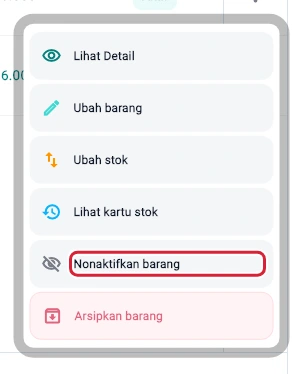 6.00
Lihat Detail
Ubah barang
Ubah stok
Lihat kartu stok
Nonaktifkan barang
Arsipkan barang